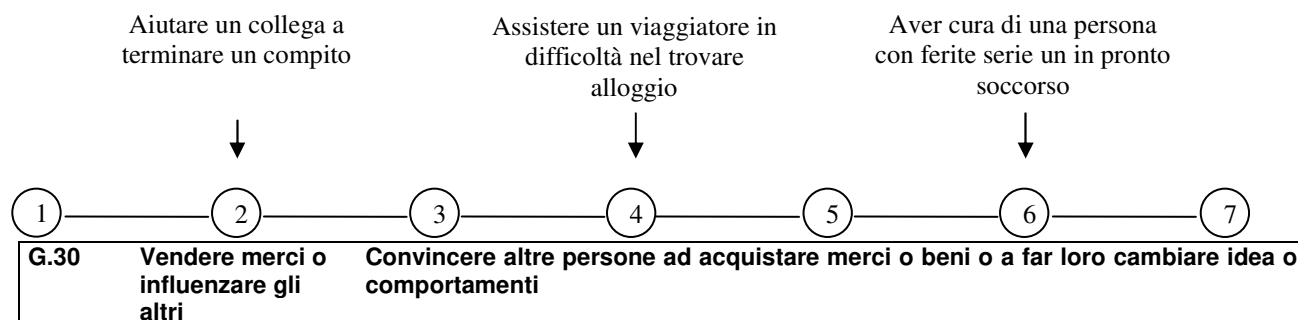 Aiutare un collega a
terminare un compito
Assistere un viaggiatore in
difficoltà nel trovare
alloggio
Aver cura di una persona
con ferite serie un in pronto
soccorso
1 2 3 4 5 6 7
G.30 Vendere merci o
influenzare gli
altri
Convincere altre persone ad acquistare merci o beni o a far loro cambiare idea o
comportamenti